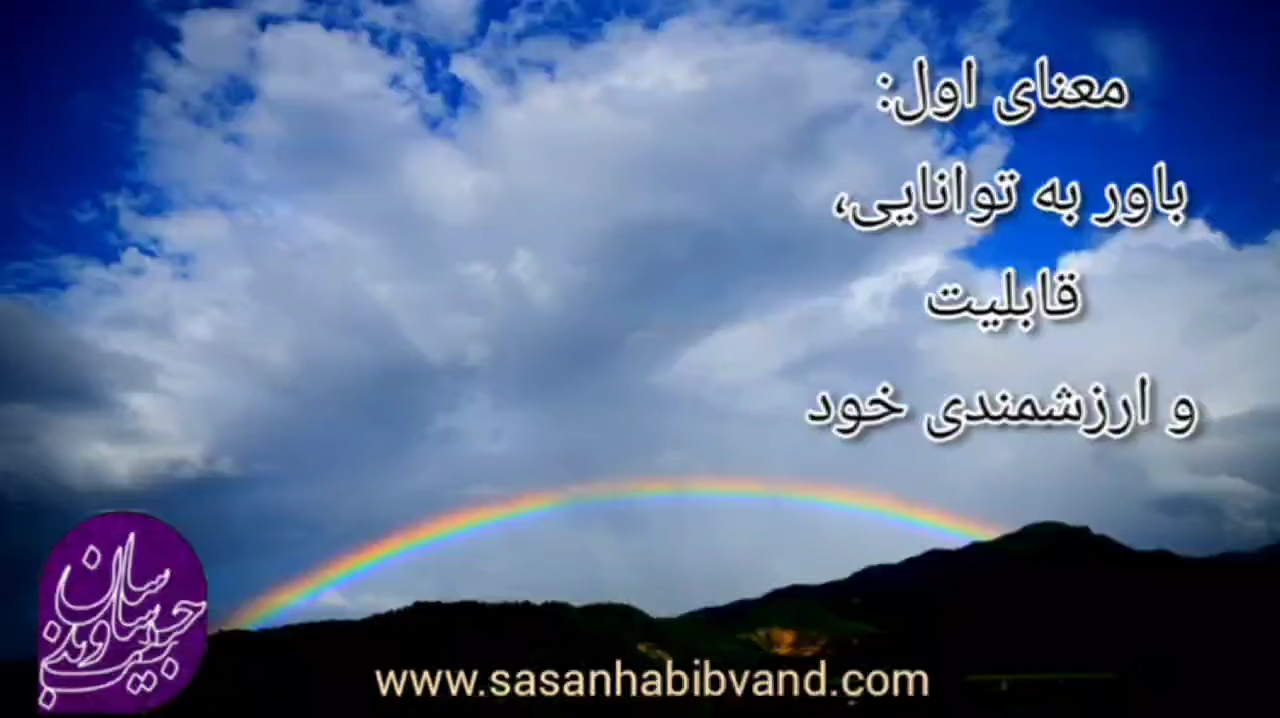 معنای اول:
باور به توانایی،
قابلیت
و ارزشمندی خود
ساسان
حبیب‌وند
www.sasanhabibvand.com